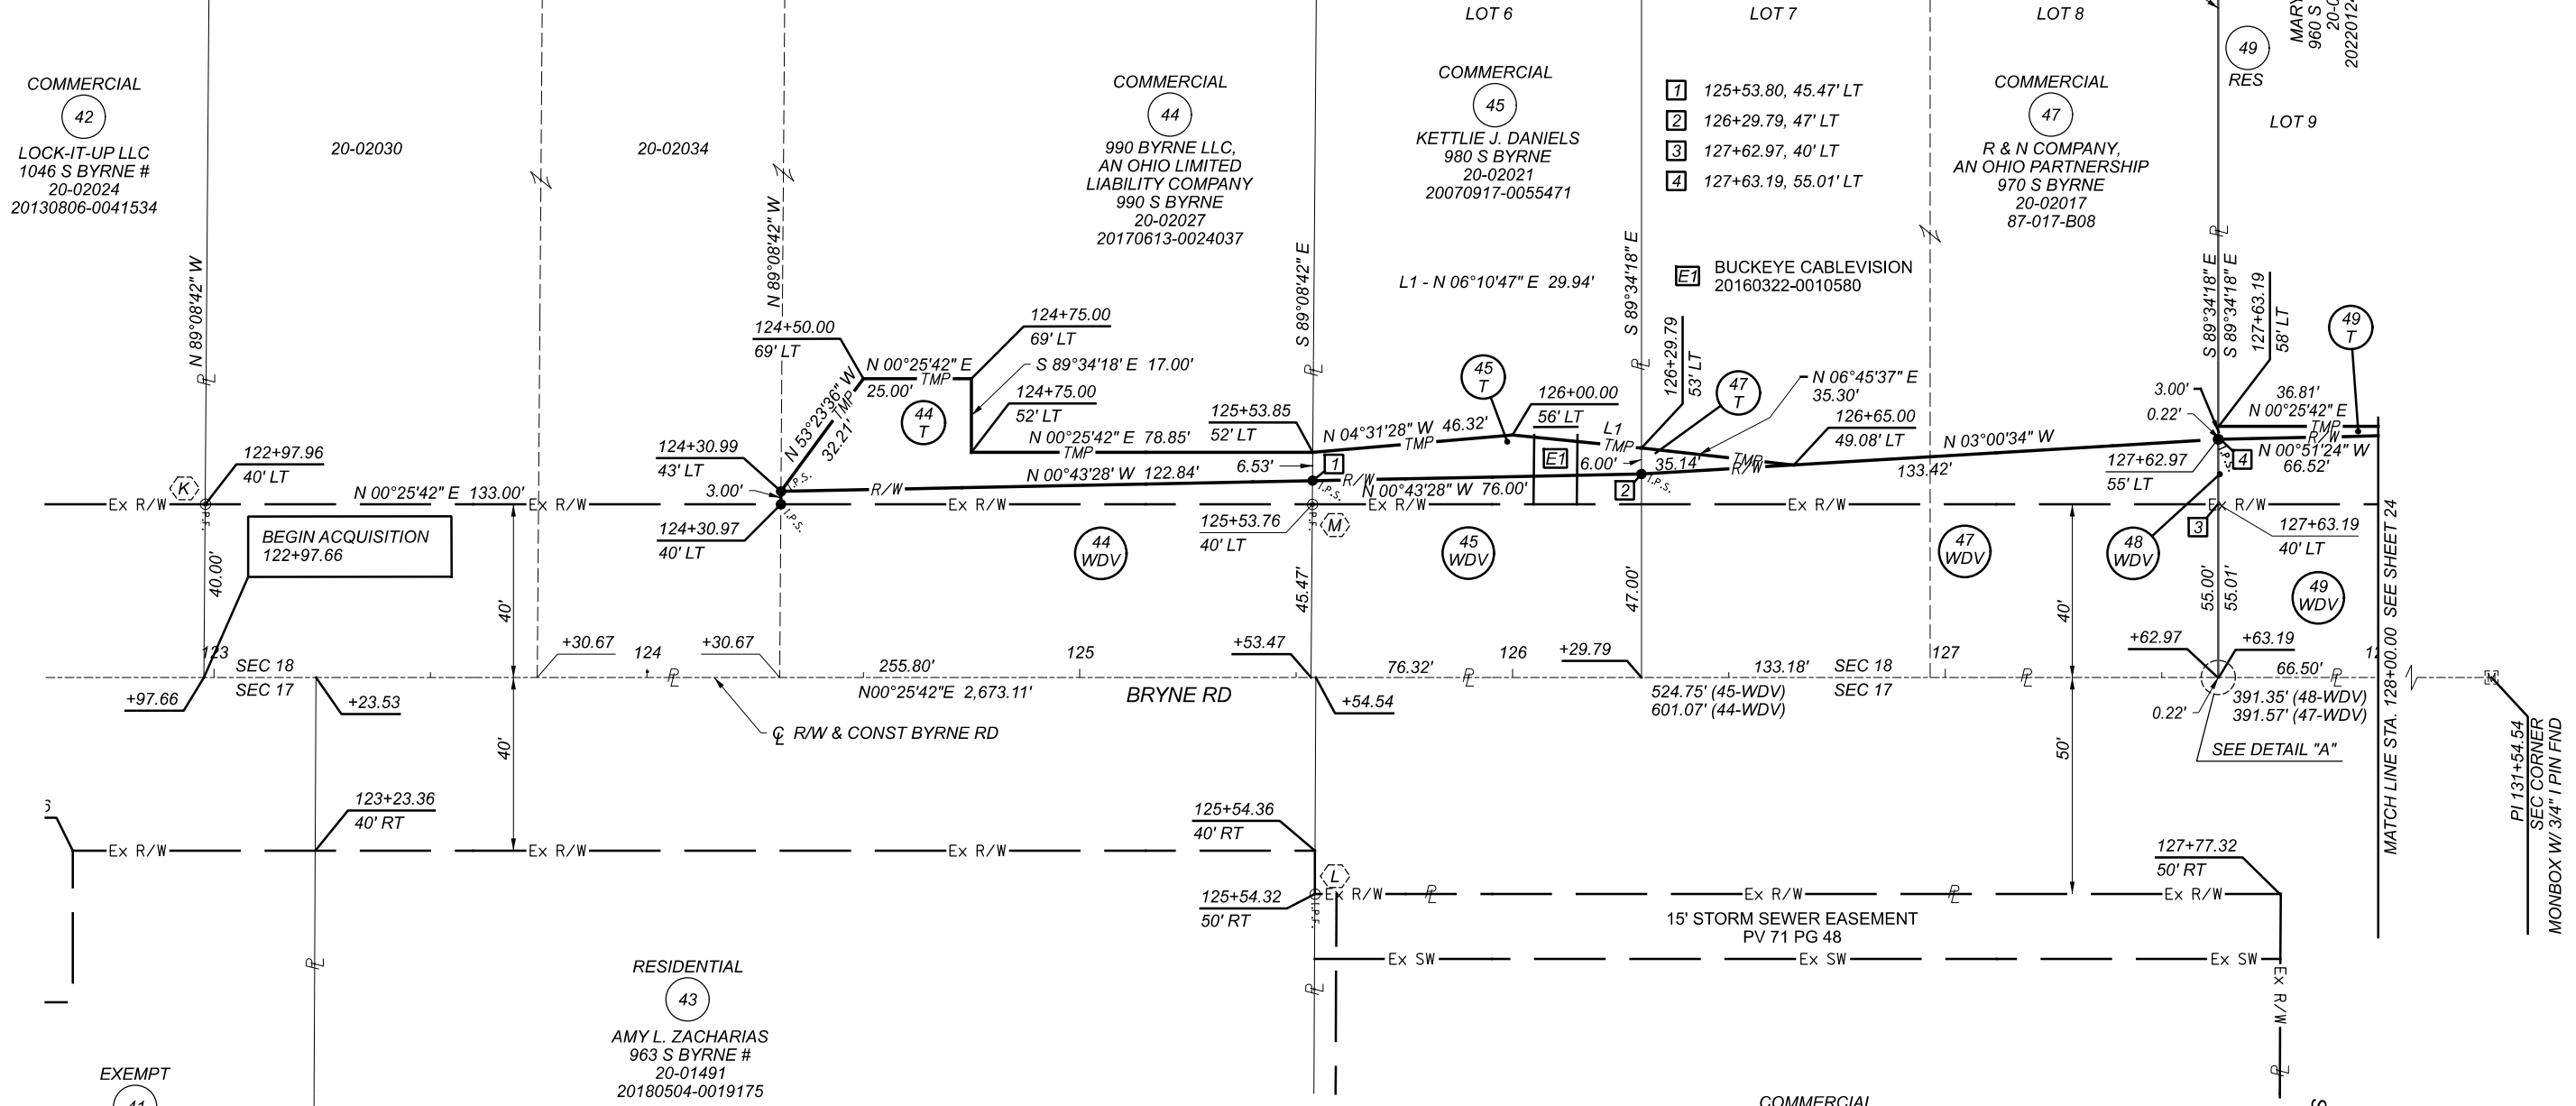 LOT 6
LOT 7
LOT 8
49
RES
LOT 9
COMMERCIAL
42
LOCK-IT-UP LLC
1046 S BYRNE #
20-02024
20130806-0041534
20-02030
20-02034
COMMERCIAL
44
990 BYRNE LLC,
AN OHIO LIMITED
LIABILITY COMPANY
990 S BYRNE
20-02027
20170613-0024037
COMMERCIAL
45
KETTLIE J. DANIELS
980 S BYRNE
20-02021
20070917-0055471
1 125+53.80, 45.47' LT
2 126+29.79, 47' LT
3 127+62.97, 40' LT
4 127+63.19, 55.01' LT
COMMERCIAL
47
R & N COMPANY,
AN OHIO PARTNERSHIP
970 S BYRNE
20-02017
87-017-B08
L1 - N 06°10'47" E 29.94'
E1 BUCKEYE CABLEVISION
20160322-0010580
N 89°08'42" W
N 89°08'42" W
S 89°08'42" E
S 89°34'18" E
S 89°34'18" E
S 89°34'18" E
124+50.00
69' LT
124+75.00
69' LT
N 00°25'42" E
TMP
25.00'
S 89°34'18' E 17.00'
N 53°23'36" W
TMP
32.21'
44
T
124+75.00
52' LT
N 00°25'42" E 78.85'
TMP
125+53.85
52' LT
6.53'
1
N 04°31'28" W 46.32'
TMP
45
T
126+00.00
56' LT
L1
TMP
E1
126+29.79
53' LT
47
T
N 06°45'37" E
35.30'
126+65.00
49.08' LT
6.00'
35.14'
TMP
R/W
N 03°00'34" W
133.42'
127+63.19
58' LT
3.00'
0.22'
49
T
36.81'
N 00°25'42" E
TMP
R/W
N 00°51'24" W
66.52'
4
I.P.S.
127+62.97
55' LT
K
122+97.96
40' LT
I.P.F.
124+30.99
43' LT
3.00'
I.P.S.
I.P.S.
124+30.97
40' LT
R/W
N 00°43'28" W 122.84'
I.P.S.
R/W
N 00°43'28" W 76.00'
2
I.P.S.
Ex R/W
N 00°25'42" E 133.00'
Ex R/W
Ex R/W
Ex R/W
Ex R/W
Ex R/W
BEGIN ACQUISITION
122+97.66
125+53.76
40' LT
I.P.F.
M
3
127+63.19
40' LT
44
WDV
45
WDV
47
WDV
48
WDV
49
WDV
40.00'
40'
45.47'
47.00'
40'
55.00'
55.01'
123
SEC 18
SEC 17
+97.66
+23.53
+30.67
124
+30.67
255.80'
N00°25'42"E 2,673.11'
125
+53.47
+54.54
BRYNE RD
76.32'
126
+29.79
524.75' (45-WDV)
601.07' (44-WDV)
133.18'
SEC 18
SEC 17
127
+62.97
+63.19
66.50'
391.35' (48-WDV)
391.57' (47-WDV)
0.22'
SEE DETAIL "A"
MATCH LINE STA. 128+00.00 SEE SHEET 24
PI 131+54.54
SEC CORNER
MONBOX W/ 3/4" I PIN FND
CL R/W & CONST BYRNE RD
40'
50'
123+23.36
40' RT
Ex R/W
Ex R/W
Ex R/W
125+54.36
40' RT
L
125+54.32
50' RT
I.P.F.
Ex R/W
Ex R/W
Ex R/W
127+77.32
50' RT
15' STORM SEWER EASEMENT
PV 71 PG 48
Ex SW
Ex SW
Ex SW
Ex R/W
RESIDENTIAL
43
AMY L. ZACHARIAS
963 S BYRNE #
20-01491
20180504-0019175
EXEMPT
41
COMMERCIAL